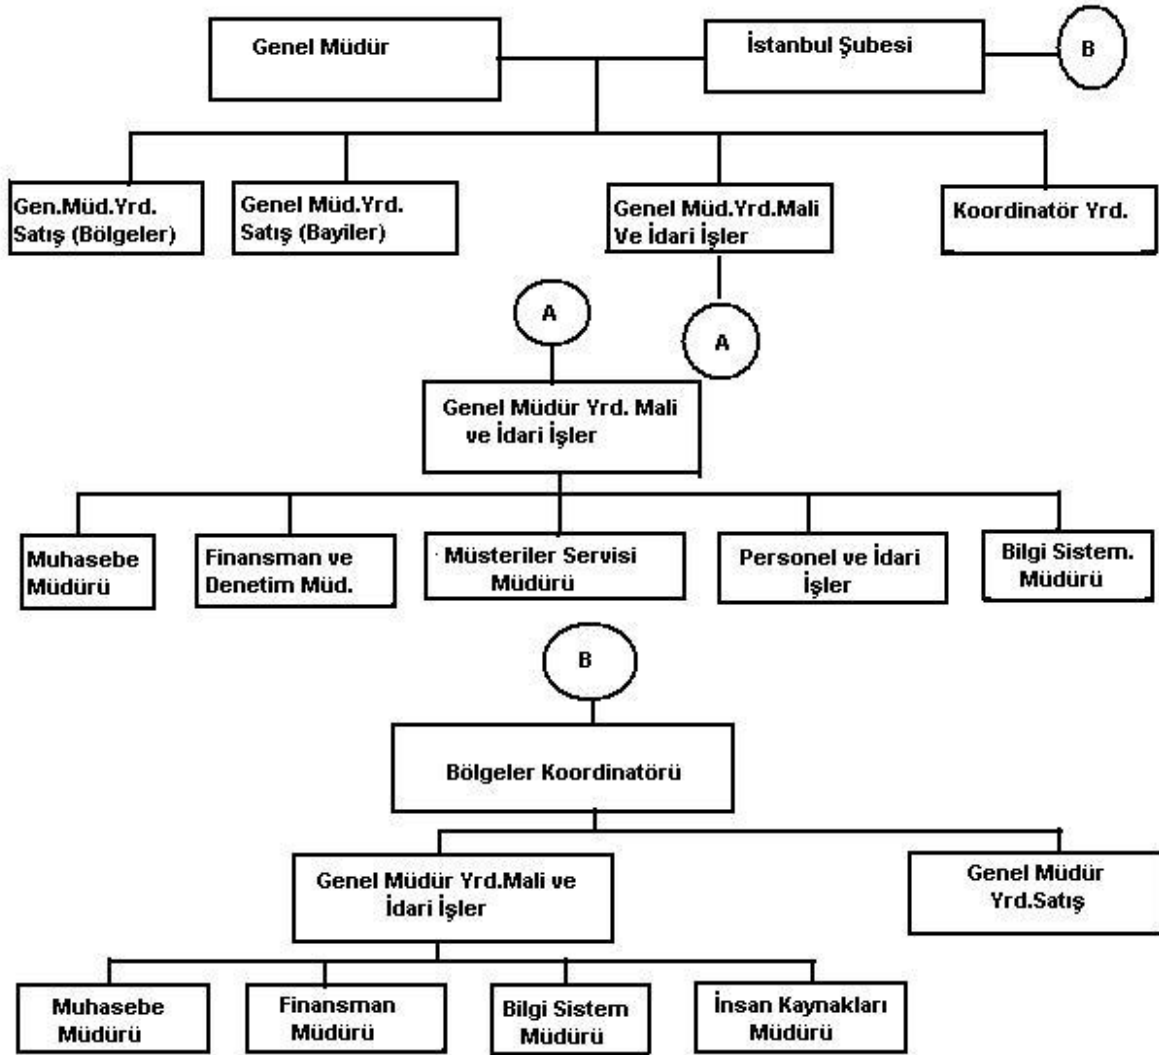 Genel Müdür
İstanbul Şubesi
B
Gen.Müd.Yrd.
Satış (Bölgeler)
Genel Müd.Yrd.
Satış (Bayiler)
Genel Müd.Yrd.Mali
Ve İdari İşler
Koordinatör Yrd.
A
A
Genel Müdür Yrd. Mali
ve İdari İşler
Muhasebe
Müdürü
Finansman ve
Denetim Müd.
Müsteriler Servisi
Müdürü
Personel ve İdari
İşler
Bilgi Sistem.
Müdürü
B
Bölgeler Koordinatörü
Genel Müdür Yrd.Mali ve
İdari İşler
Genel Müdür
Yrd.Satış
Muhasebe
Müdürü
Finansman
Müdürü
Bilgi Sistem
Müdürü
İnsan Kaynakları
Müdürü